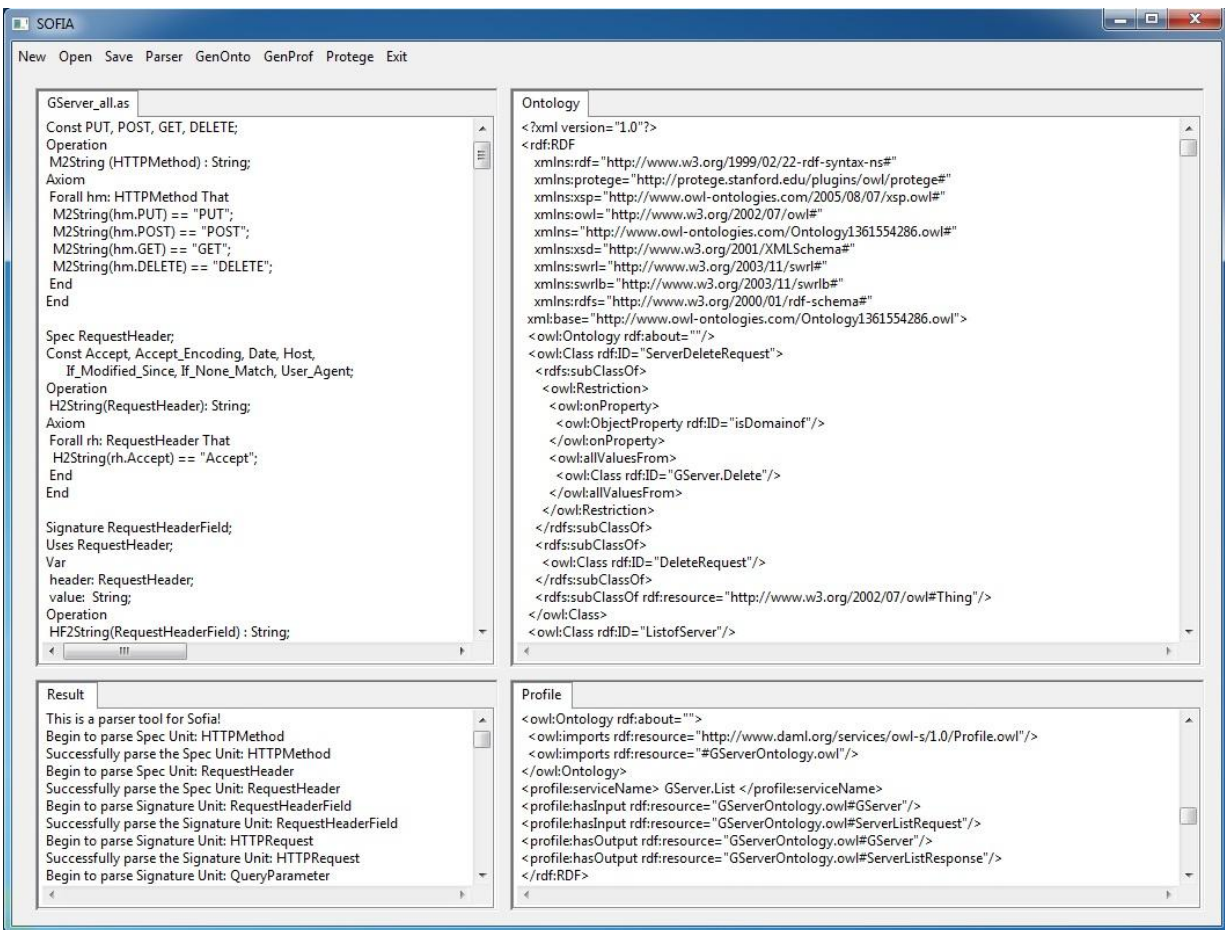 SOFIA
New Open Save Parser GenOnto GenProf Protege Exit
GServer_all.as
Const PUT, POST, GET, DELETE;
Operation
M2String (HTTPMethod) : String;
Axiom
Forall hm: HTTPMethod That
M2String(hm.PUT) == "PUT";
M2String(hm.POST) == "POST";
M2String(hm.GET) == "GET";
M2String(hm.DELETE) == "DELETE";
End
End
Spec RequestHeader;
Const Accept, Accept_Encoding, Date, Host,
If_Modified_Since, If_None_Match, User_Agent;
Operation
H2String(RequestHeader): String;
Axiom
Forall rh: RequestHeader That
H2String(rh.Accept) == "Accept";
End
End
Signature RequestHeaderField;
Uses RequestHeader;
Var
header: RequestHeader;
value: String;
Operation
HF2String(RequestHeaderField) : String;
Ontology
<?xml version="1.0"?>
<rdf:RDF
xmlns:rdf="http://www.w3.org/1999/02/22-rdf-syntax-ns#"
xmlns:protege="http://protege.stanford.edu/plugins/owl/protege#"
xmlns:xsp="http://www.owl-ontologies.com/2005/08/07/xsp.owl#"
xmlns:owl="http://www.w3.org/2002/07/owl#"
xmlns="http://www.owl-ontologies.com/Ontology1361554286.owl#"
xmlns:xsd="http://www.w3.org/2001/XMLSchema#"
xmlns:swrl="http://www.w3.org/2003/11/swrl#"
xmlns:swrlb="http://www.w3.org/2003/11/swrlb#"
xmlns:rdfs="http://www.w3.org/2000/01/rdf-schema#"
xml:base="http://www.owl-ontologies.com/Ontology1361554286.owl">
<owl:Ontology rdf:about=""/>
<owl:Class rdf:ID="ServerDeleteRequest">
<rdfs:subClassOf>
<owl:Restriction>
<owl:onProperty>
<owl:ObjectProperty rdf:ID="isDomainof"/>
</owl:onProperty>
<owl:allValuesFrom>
<owl:Class rdf:ID="GServer.Delete"/>
</owl:allValuesFrom>
</owl:Restriction>
</rdfs:subClassOf>
<rdfs:subClassOf>
<owl:Class rdf:ID="DeleteRequest"/>
</rdfs:subClassOf>
<rdfs:subClassOf rdf:resource="http://www.w3.org/2002/07/owl#Thing"/>
</owl:Class>
<owl:Class rdf:ID="ListofServer"/>
Result
This is a parser tool for Sofia!
Begin to parse Spec Unit: HTTPMethod
Successfully parse the Spec Unit: HTTPMethod
Begin to parse Spec Unit: RequestHeader
Successfully parse the Spec Unit: RequestHeader
Begin to parse Signature Unit: RequestHeaderField
Successfully parse the Signature Unit: RequestHeaderField
Begin to parse Signature Unit: HTTPRequest
Successfully parse the Signature Unit: HTTPRequest
Begin to parse Signature Unit: QueryParameter
Profile
<owl:Ontology rdf:about="">
<owl:imports rdf:resource="http://www.daml.org/services/owl-s/1.0/Profile.owl"/>
<owl:imports rdf:resource="#GServerOntology.owl"/>
</owl:Ontology>
<profile:serviceName> GServer.List </profile:serviceName>
<profile:hasInput rdf:resource="GServerOntology.owl#GServer"/>
<profile:hasInput rdf:resource="GServerOntology.owl#ServerListRequest"/>
<profile:hasOutput rdf:resource="GServerOntology.owl#GServer"/>
<profile:hasOutput rdf:resource="GServerOntology.owl#ServerListResponse"/>
</rdf:RDF>